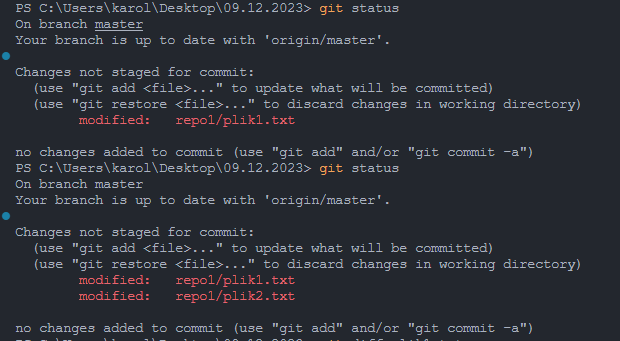 PS C:\Users\karol\Desktop\09.12.2023> git status
On branch master
Your branch is up to date with 'origin/master'.
Changes not staged for commit:
  (use "git add <file>..." to update what will be committed)
  (use "git restore <file>..." to discard changes in working directory)
        modified:   repo1/plik1.txt
no changes added to commit (use "git add" and/or "git commit -a")
PS C:\Users\karol\Desktop\09.12.2023> git status
On branch master
Your branch is up to date with 'origin/master'.
Changes not staged for commit:
  (use "git add <file>..." to update what will be committed)
  (use "git restore <file>..." to discard changes in working directory)
        modified:   repo1/plik1.txt
        modified:   repo1/plik2.txt
no changes added to commit (use "git add" and/or "git commit -a")